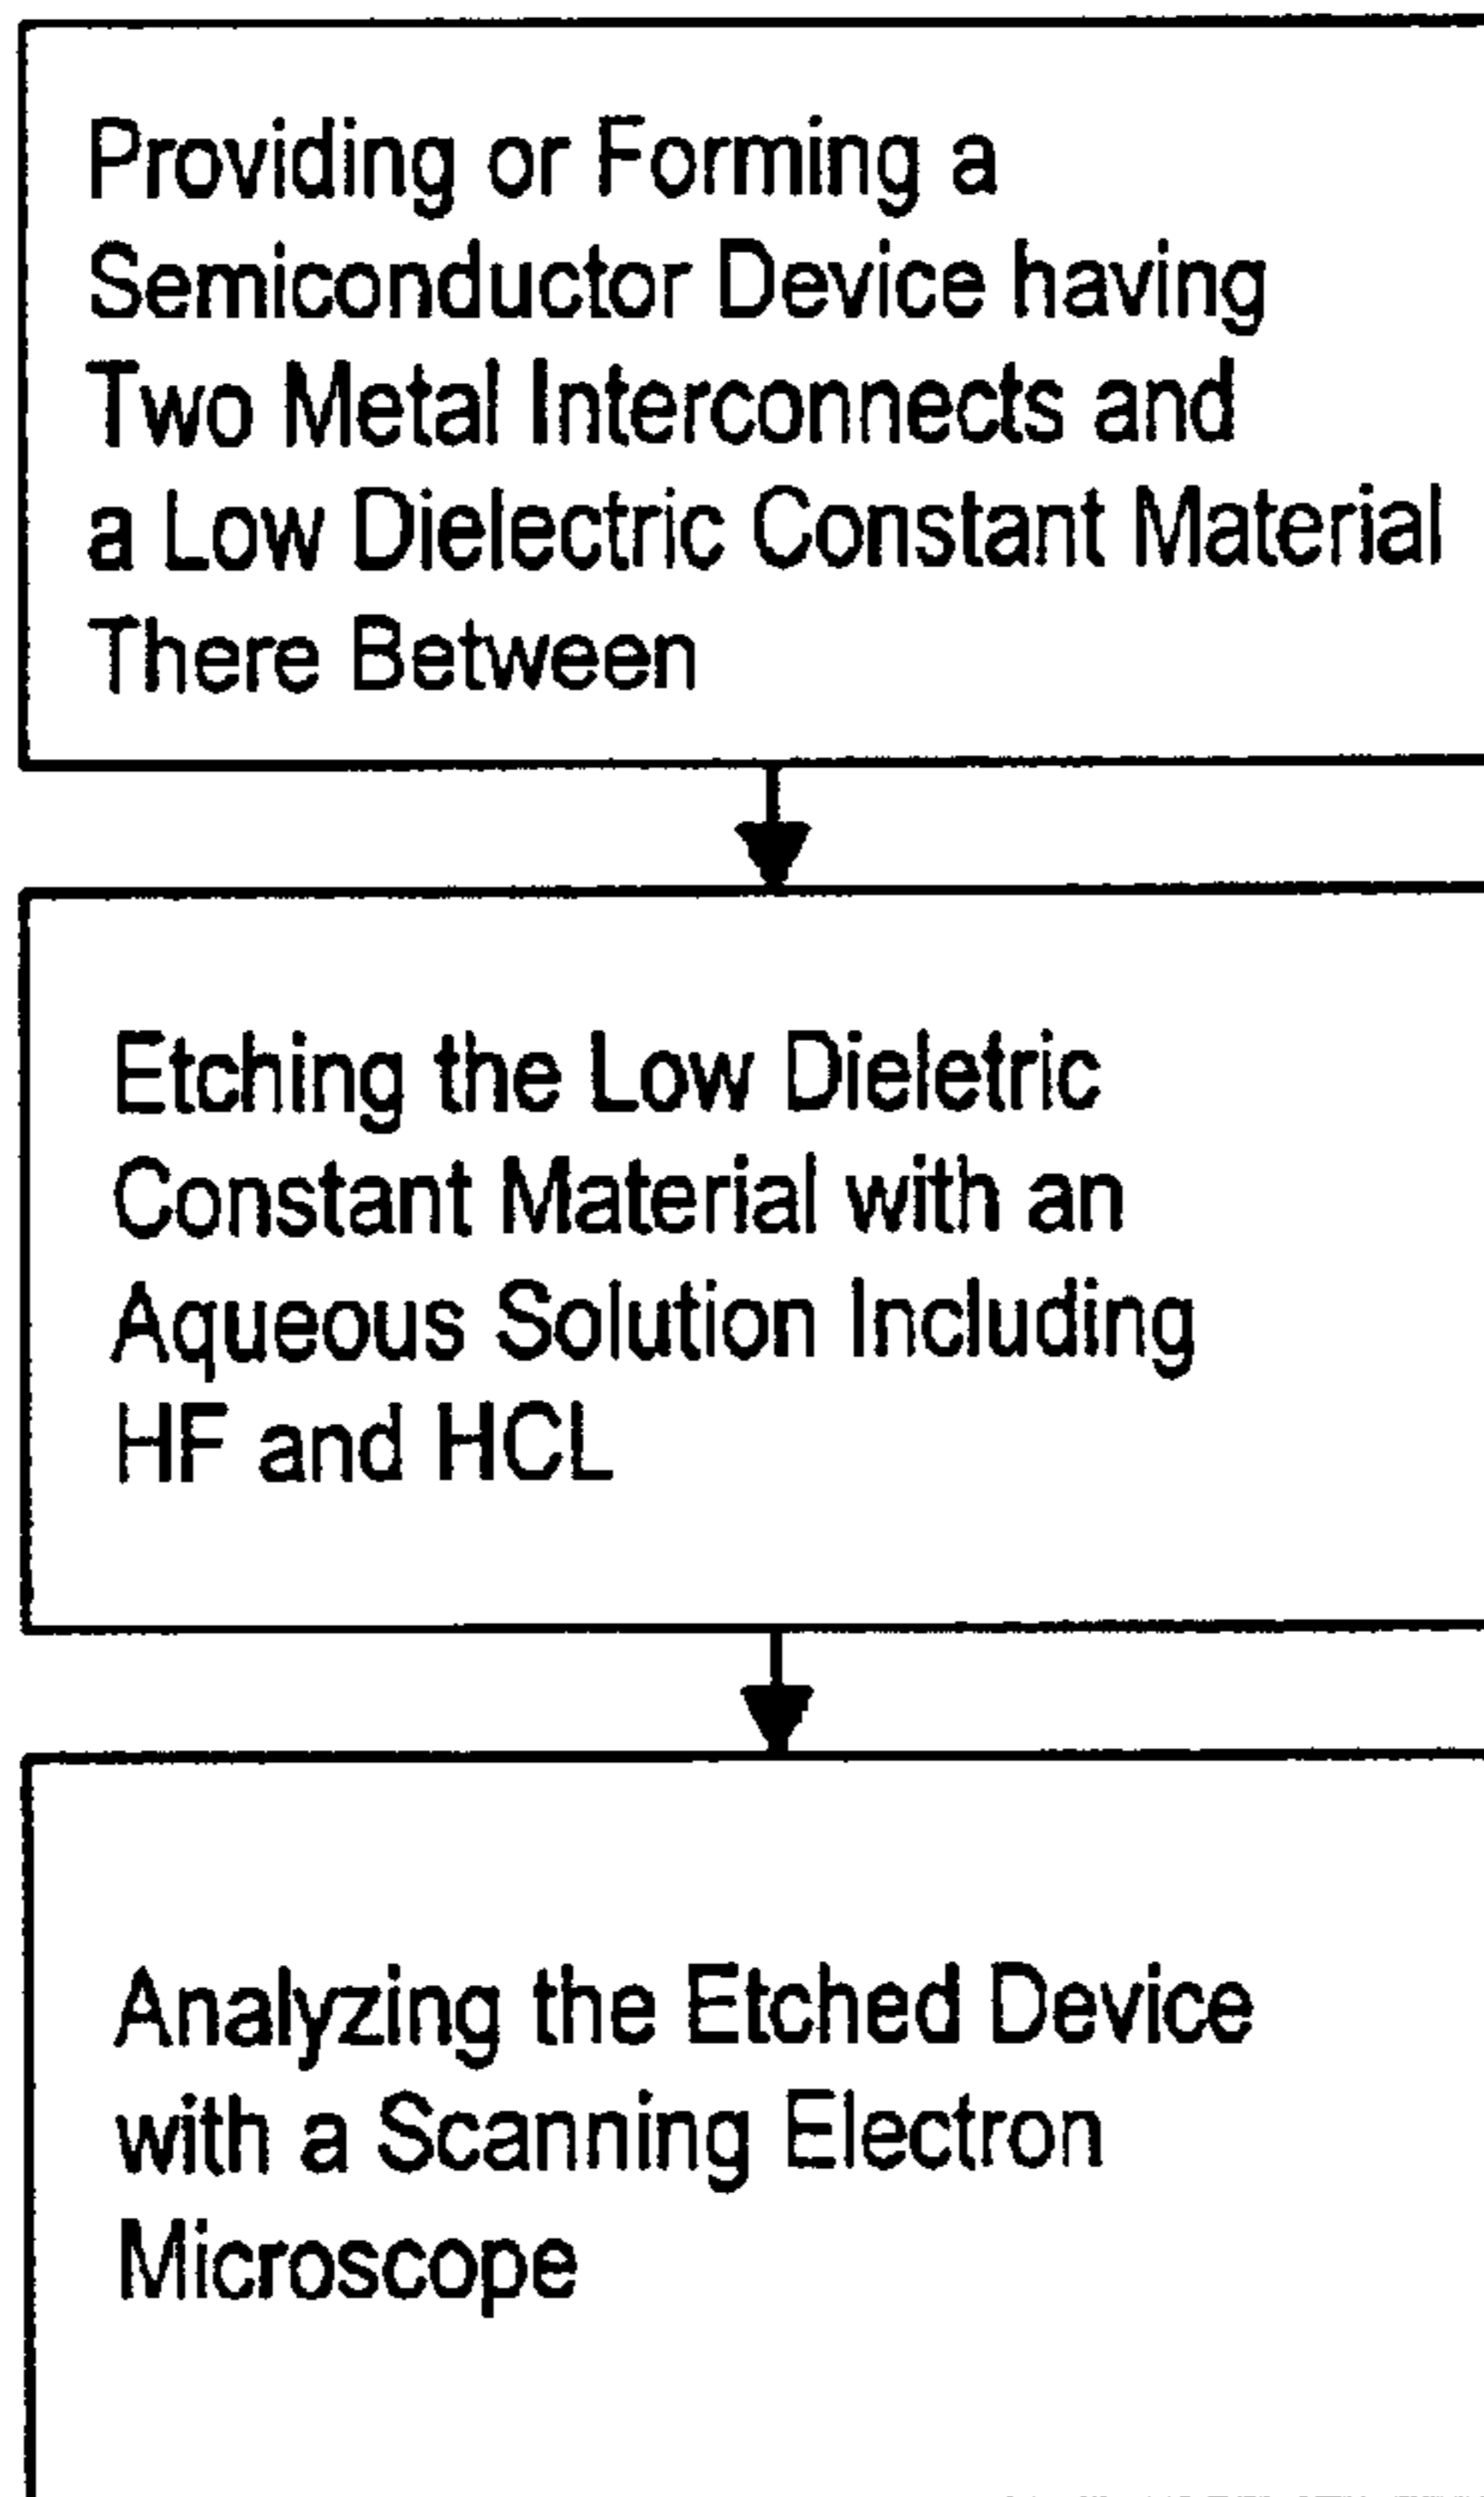 Providing or Forming a
Semiconductor Device having
Two Metal Interconnects and
a Low Dielectric Constant Material
There Between
Etching the Low Dieletric
Constant Material with an
Aqueous Solution Including
HF and HCL
Analyzing the Etched Device
with a Scanning Electron
Microscope